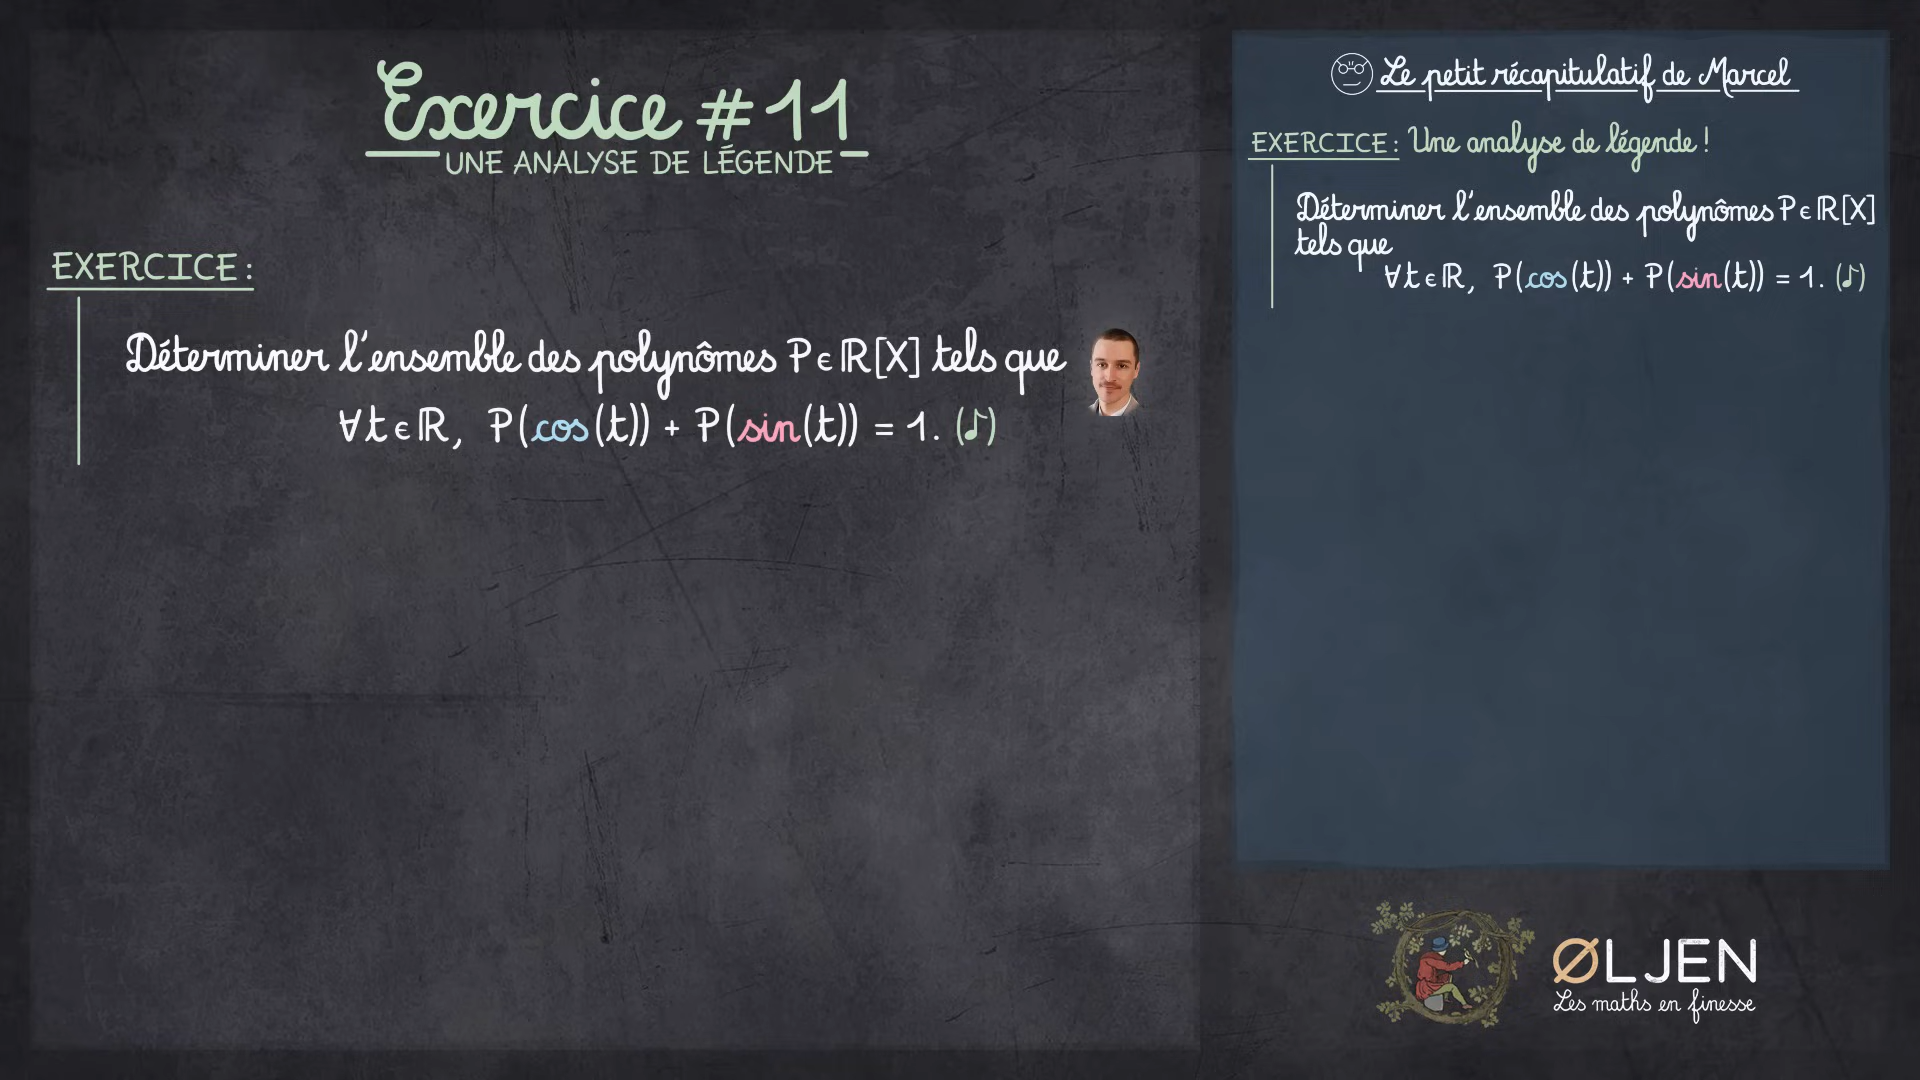 Exercice #11
UNE ANALYSE DE LÉGENDE
EXERCICE:
Déterminer l'ensemble des polynômes P ∈ ℝ[X] tels que
∀t ∈ ℝ, P(cos(t)) + P(sin(t)) = 1. (♪)
Le petit récapitulatif de Marcel
EXERCICE: Une analyse de légende !
Déterminer l'ensemble des polynômes P ∈ ℝ[X]
tels que
∀t ∈ ℝ, P(cos(t)) + P(sin(t)) = 1. (♪)
ØLJEN
Les maths en finesse